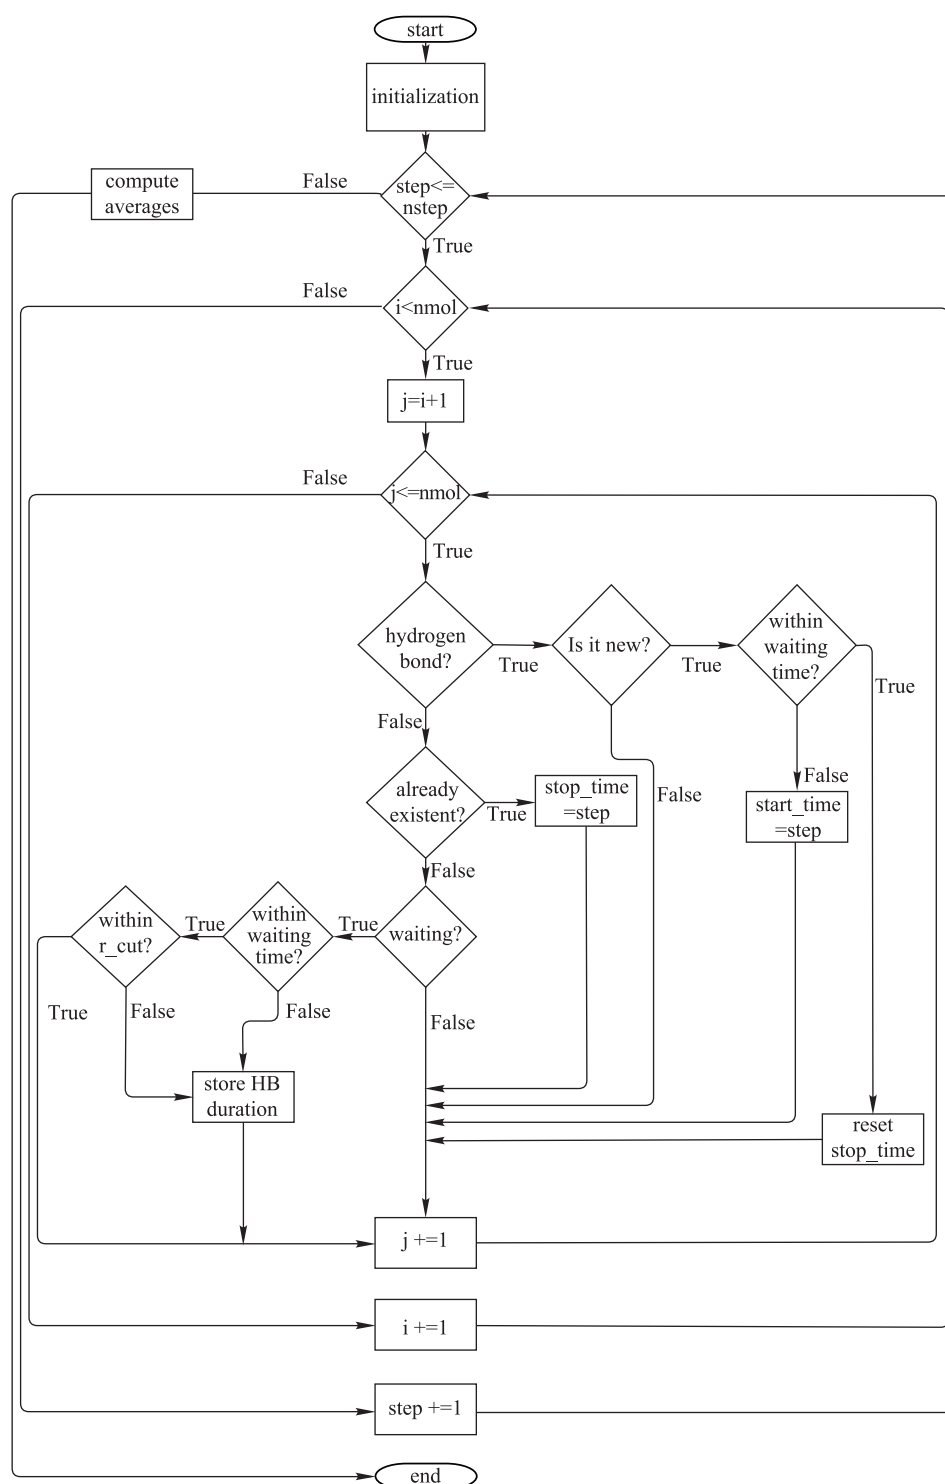 start
initialization
step<=
nstep
False
compute
averages
True
i<nmol
False
True
j=i+1
j<=nmol
False
True
hydrogen
bond?
True
Is it new?
True
within
waiting
time?
True
False
already
existent?
True
stop_time
=step
False
False
start_time
=step
False
waiting?
True
within
waiting
time?
True
within
r_cut?
True
False
False
False
store HB
duration
reset
stop_time
j +=1
i +=1
step +=1
end